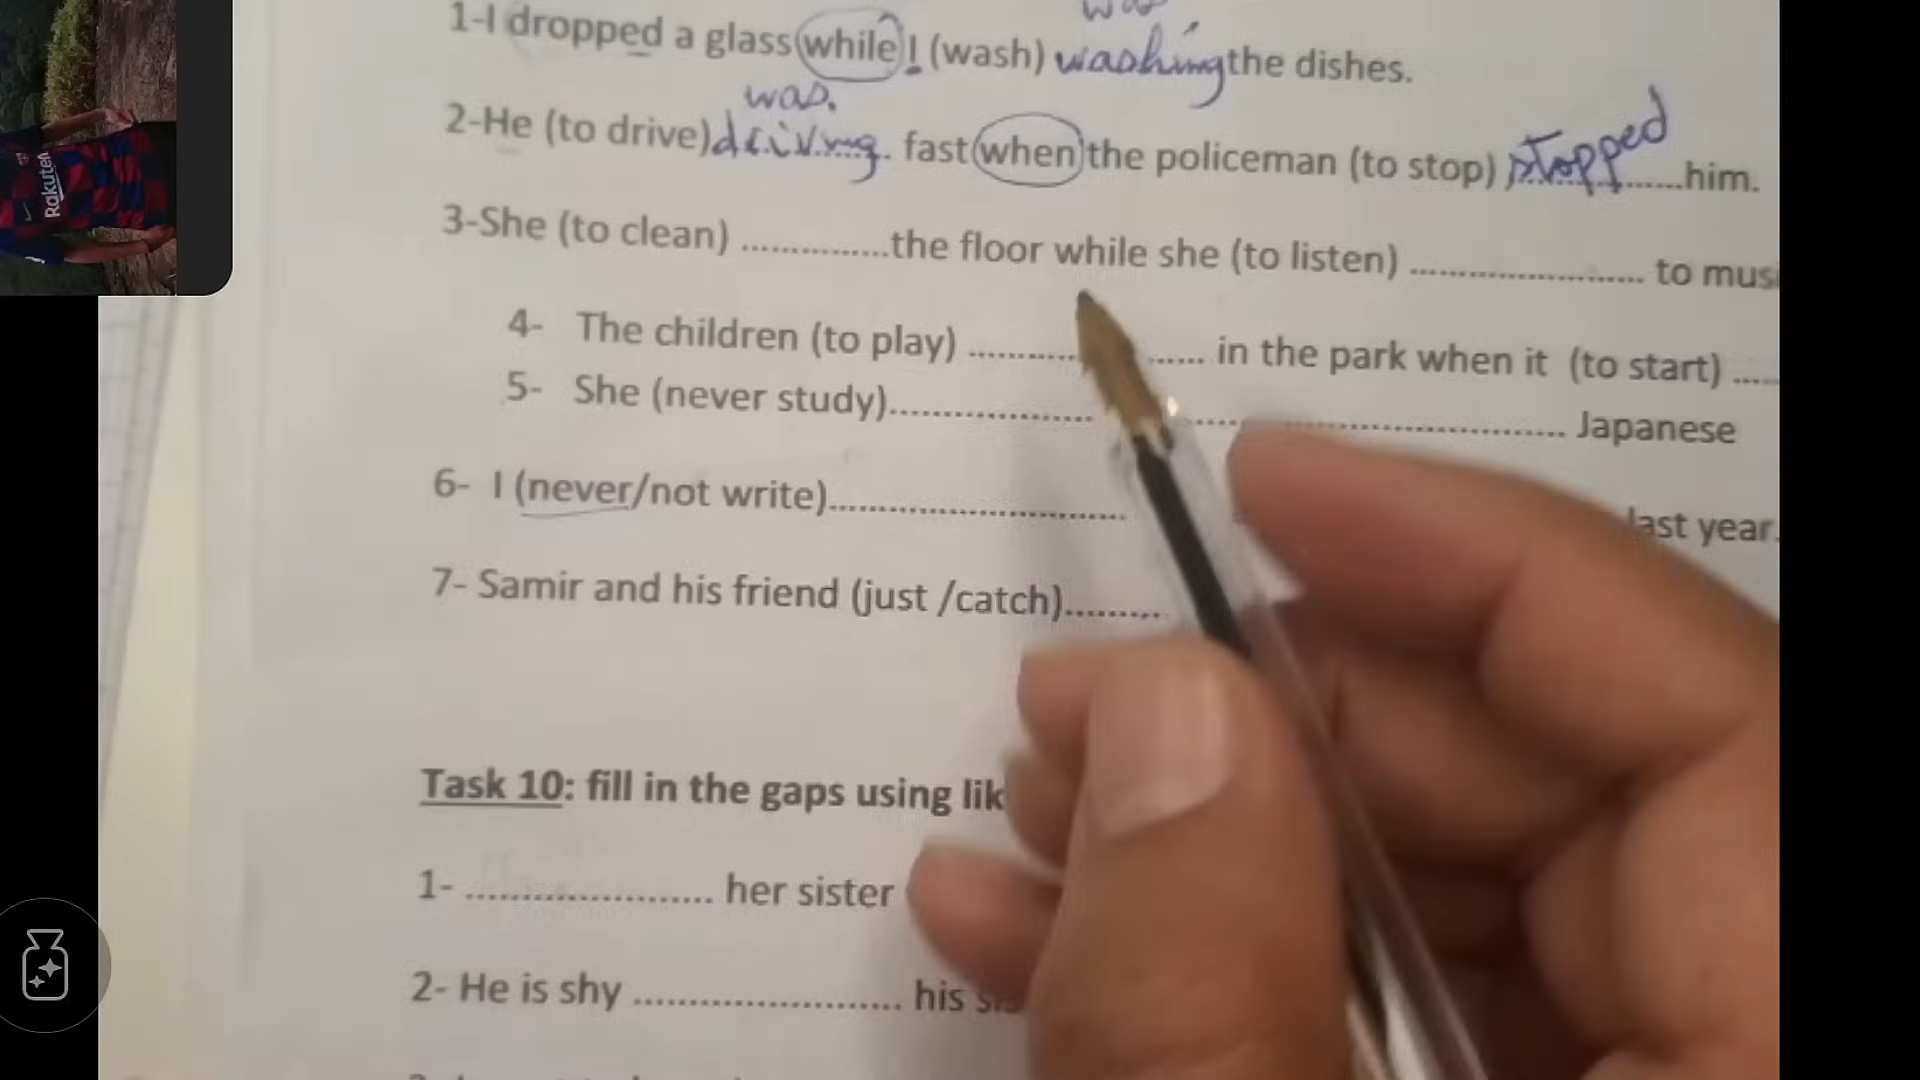 1-I dropped a glass while I (wash) washing the dishes.
was.
2-He (to drive) driving fast when the policeman (to stop) stopped him.
3-She (to clean) ..............the floor while she (to listen) ........................ to
4- The children (to play) ........................ in the park when it (to start) .....
5- She (never study)........................................ Japanese
6- I (never/not write).............................. last year.
7- Samir and his friend (just /catch).........
Task 10: fill in the gaps using
1- ........................ her sister
2- He is shy .......................... his
Rakuten